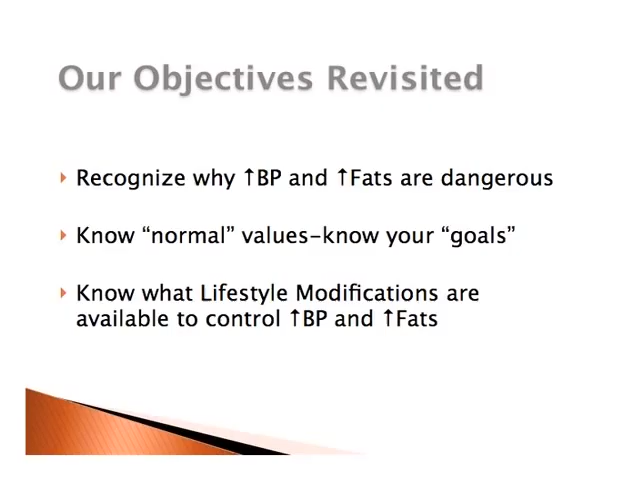 Our Objectives Revisited
Recognize why ↑BP and ↑Fats are dangerous
Know “normal” values-know your “goals”
Know what Lifestyle Modifications are
available to control ↑BP and ↑Fats